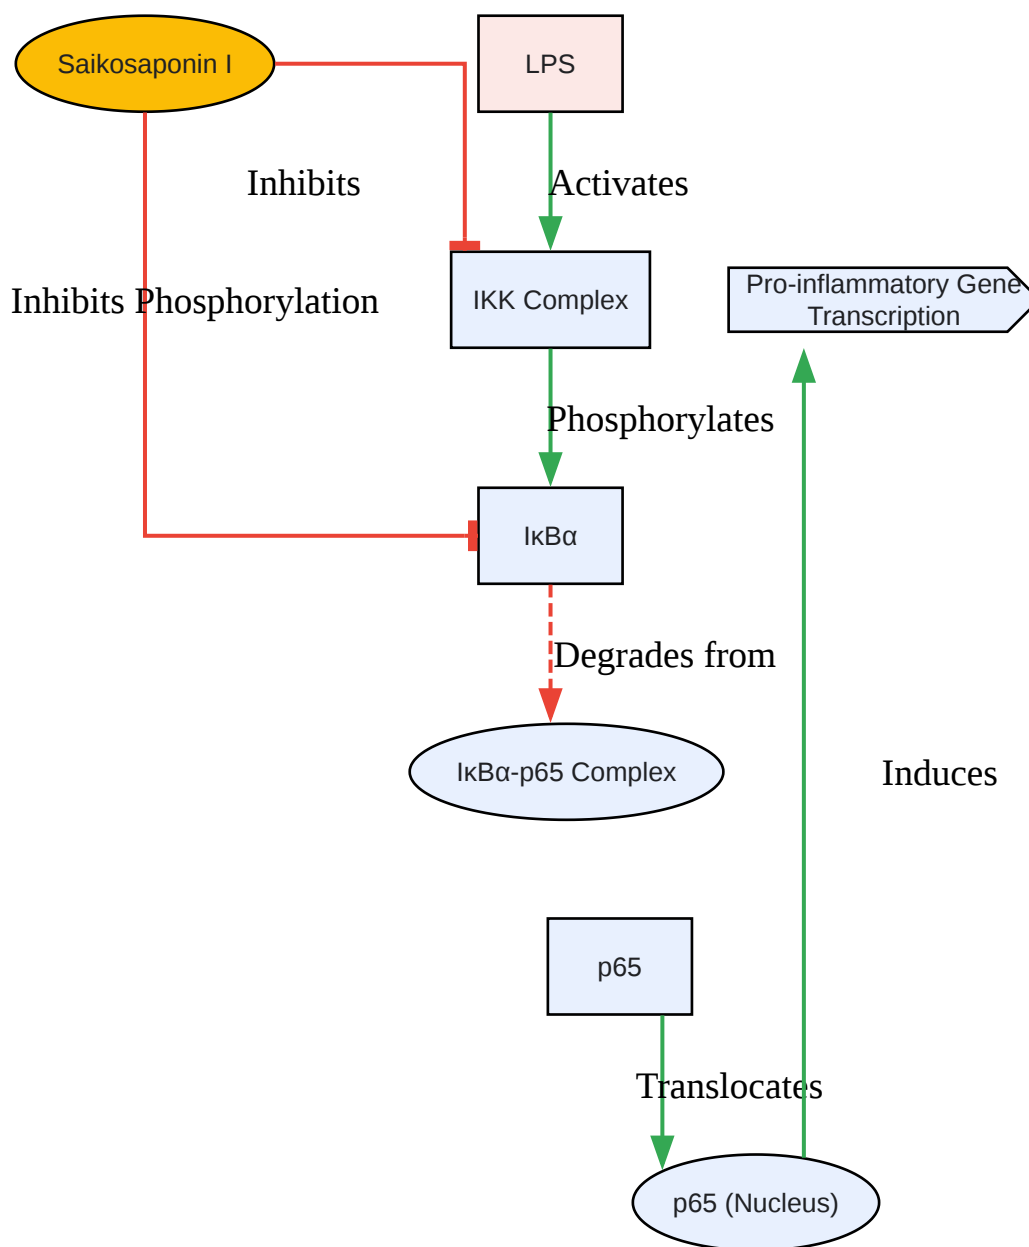 Saikosaponin I
LPS
Inhibits
Activates
Inhibits Phosphorylation
IKK Complex
Pro-inflammatory Gene
Transcription
Phosphorylates
IκBα
Degrades from
IκBα-p65 Complex
Induces
p65
Translocates
p65 (Nucleus)